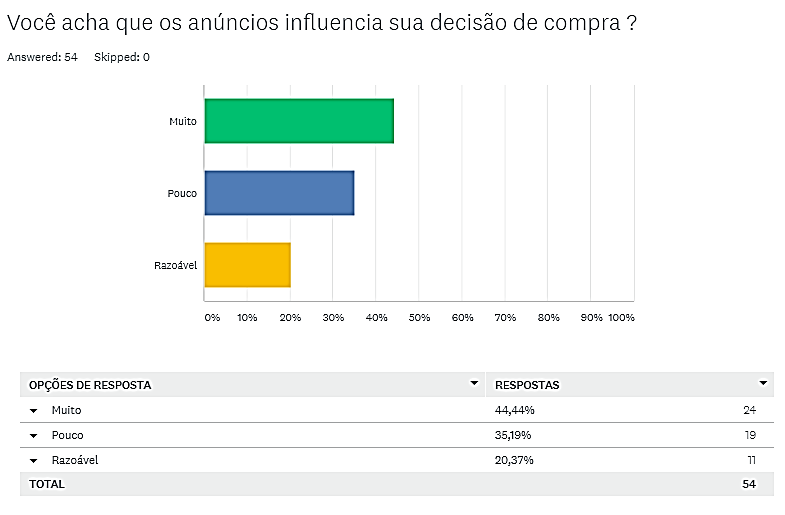 Você acha que os anúncios influencia sua decisão de compra ?
Answered: 54 Skipped: 0
Muito
Pouco
Razoável
0% 10% 20% 30% 40% 50% 60% 70% 80% 90% 100%
OPÇÕES DE RESPOSTA RESPOSTAS
Muito 44,44% 24
Pouco 35,19% 19
Razoável 20,37% 11
TOTAL 54